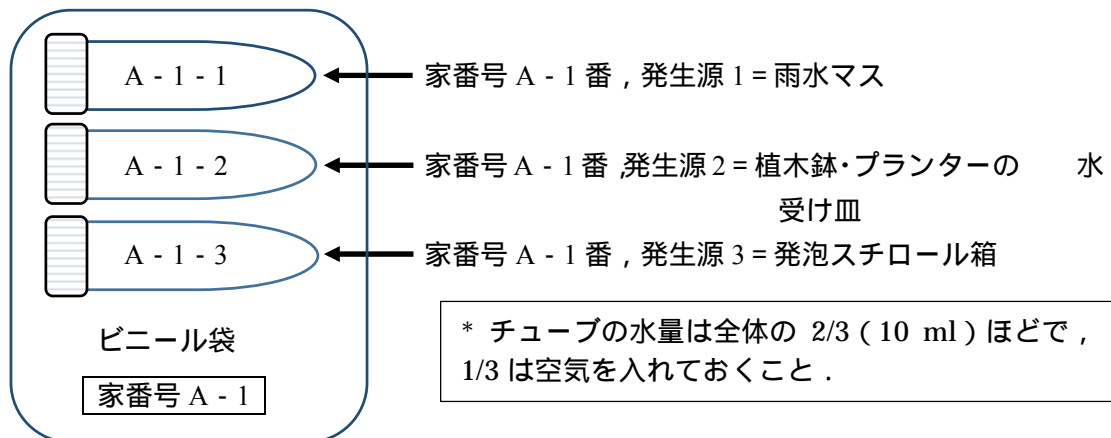 A - 1 - 1
家番号 A - 1 番 , 発生源 1 = 雨水マス
A - 1 - 2
家番号 A - 1 番 ,発生源 2 = 植木鉢・プランターの 水
受け皿
A - 1 - 3
家番号 A - 1 番 , 発生源 3 = 発泡スチロール箱
ビニール袋
家番号 A - 1
* チューブの水量は全体の 2/3 ( 10 ml ) ほどで ,
1/3 は空気を入れておくこと .